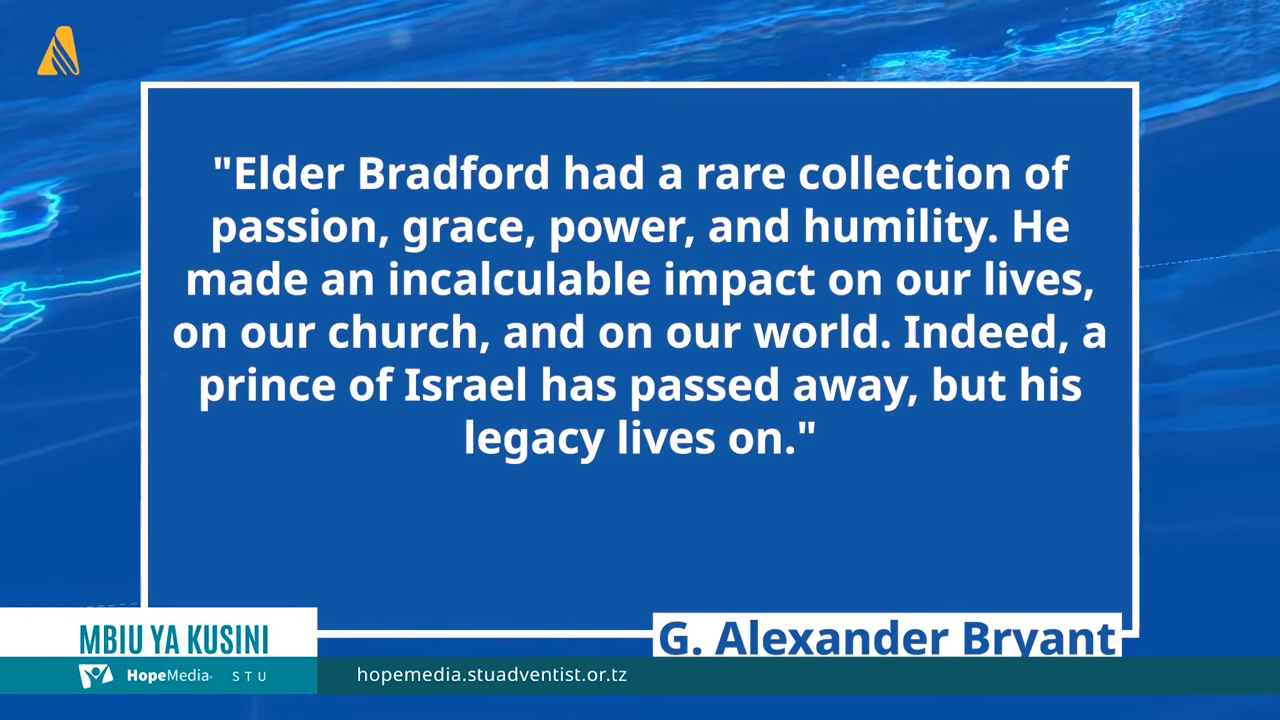 "Elder Bradford had a rare collection of
passion, grace, power, and humility. He
made an incalculable impact on our lives,
on our church, and on our world. Indeed, a
prince of Israel has passed away, but his
legacy lives on."
G. Alexander Bryant
MBIU YA KUSINI
HopeMedia STU
hopemedia.stuadventist.or.tz